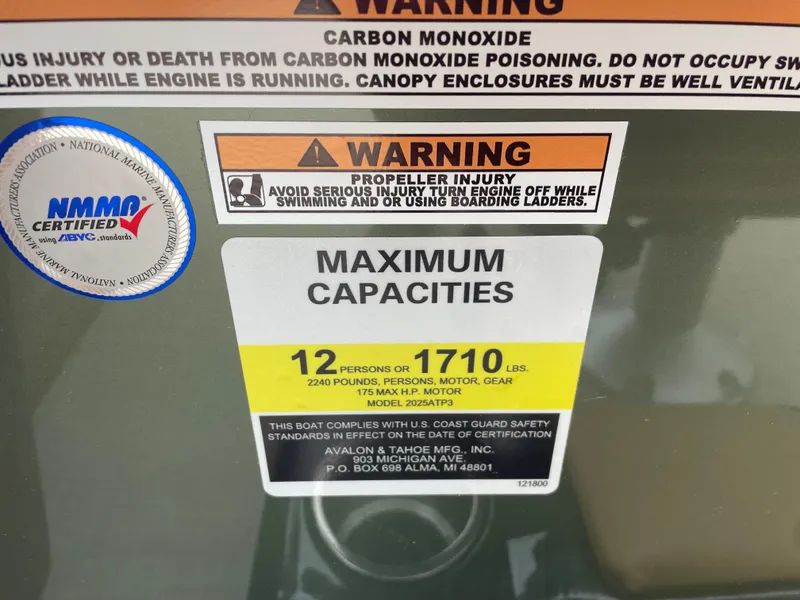 WARNING
CARBON MONOXIDE
US INJURY OR DEATH FROM CARBON MONOXIDE POISONING. DO NOT OCCUPY SW
LADDER WHILE ENGINE IS RUNNING. CANOPY ENCLOSURES MUST BE WELL VENTILA
NATIONAL MARINE MANUFACTURERS ASSOCIATION • NATIONAL MARINE MANUFACTURERS ASSOCIATION •
NMMA®
CERTIFIED
using ABYC. standards
WARNING
PROPELLER INJURY
AVOID SERIOUS INJURY TURN ENGINE OFF WHILE
SWIMMING AND OR USING BOARDING LADDERS.
MAXIMUM
CAPACITIES
12 PERSONS OR 1710 LBS.
2240 POUNDS, PERSONS, MOTOR, GEAR
175 MAX H.P. MOTOR
MODEL 2025ATP3
THIS BOAT COMPLIES WITH U.S. COAST GUARD SAFETY
STANDARDS IN EFFECT ON THE DATE OF CERTIFICATION
AVALON & TAHOE MFG., INC.
903 MICHIGAN AVE.
P.O. BOX 698 ALMA, MI 48801
121800